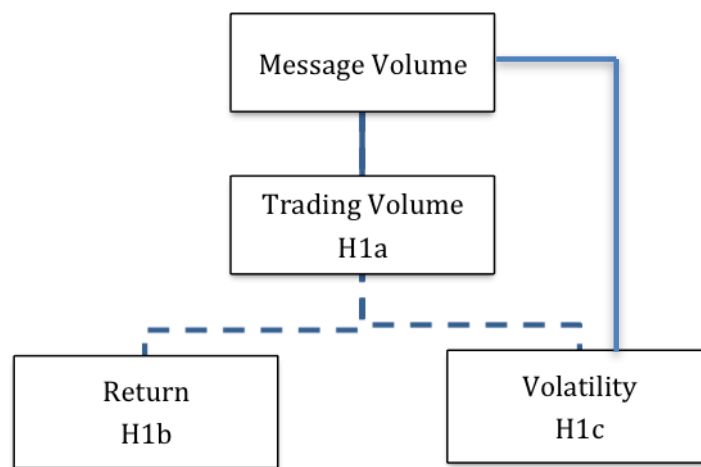 Message Volume
Trading Volume
H1a
Return
H1b
Volatility
H1c